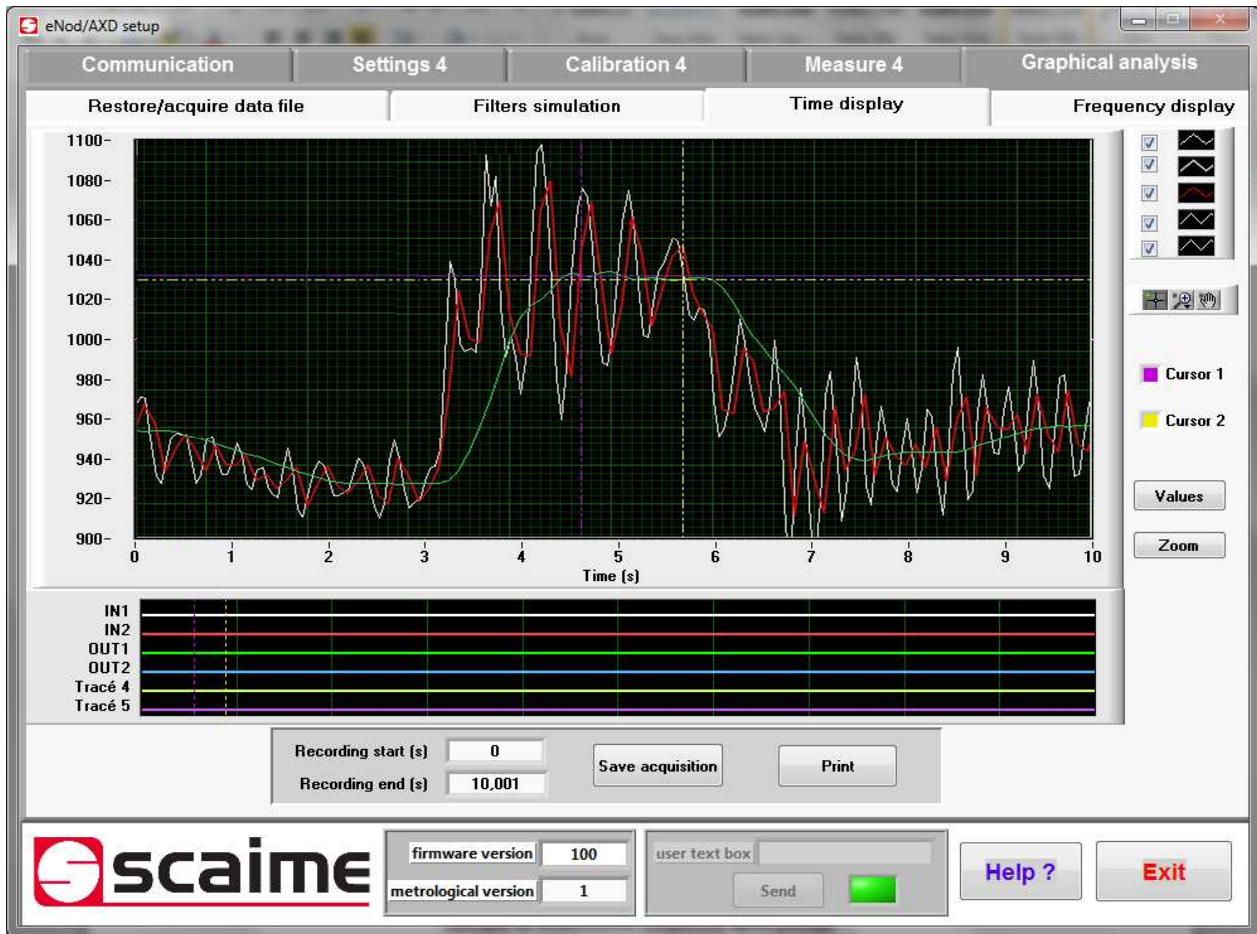 eNod/AXD setup
Communication Settings 4 Calibration 4 Measure 4 Graphical analysis
Restore/acquire data file Filters simulation Time display Frequency display
1100-
1080-
1060-
1040-
1020-
1000-
980-
960-
940-
920-
900-
0 1 2 3 4 5 6 7 8 9 10
Time (s)
Cursor 1
Cursor 2
Values
Zoom
IN1
IN2
OUT1
OUT2
Tracé 4
Tracé 5
Recording start (s) 0
Recording end (s) 10,001
Save acquisition
Print
scaime
firmware version 100
metrological version 1
user text box
Send
Help ?
Exit